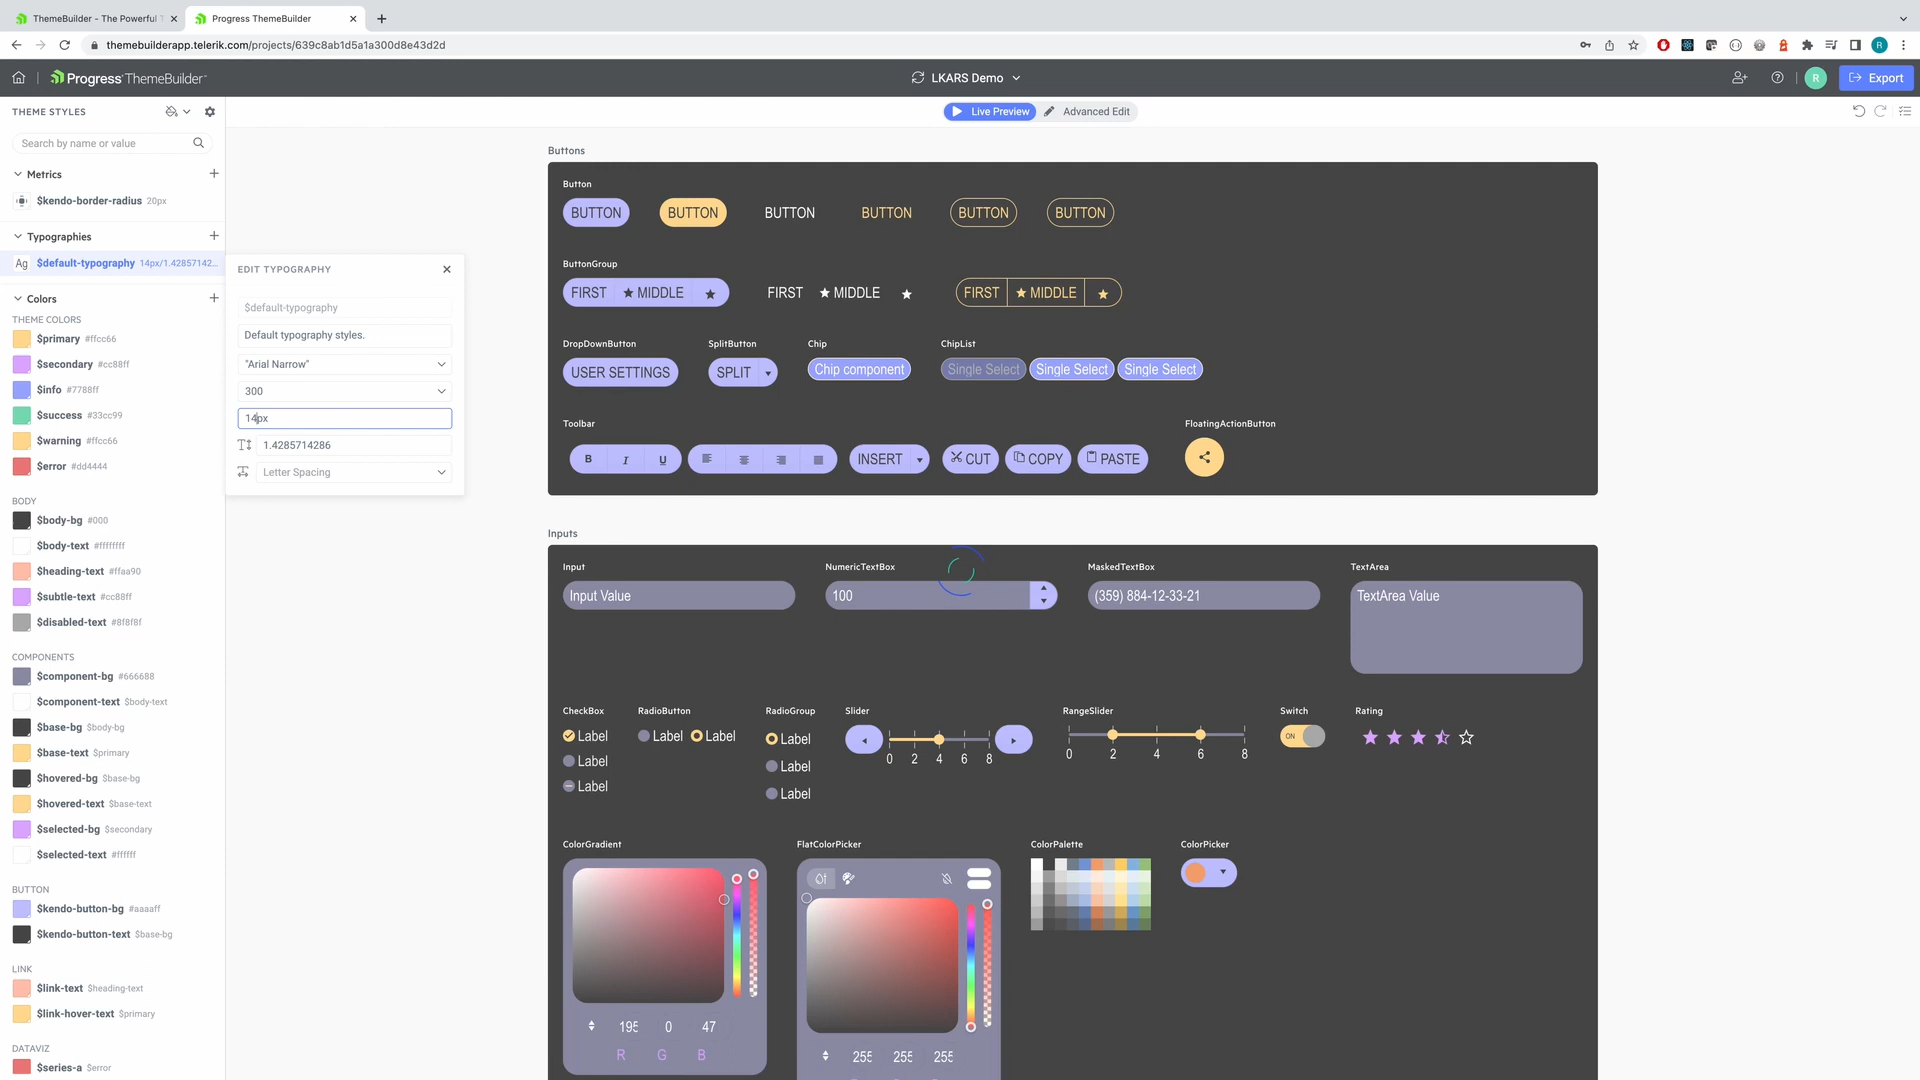 ThemeBuilder - The Powerful T
Progress ThemeBuilder
themebuilderapp.telerik.com/projects/639c8ab1d5a1a300d8e43d2d
R
Progress ThemeBuilder
LKARS Demo
R
Export
THEME STYLES
Live Preview
Advanced Edit
Search by name or value
Metrics
$kendo-border-radius 20px
Typographies
Ag $default-typography 14px/1.42857142...
Colors
THEME COLORS
$primary #ffcc66
$secondary #cc88ff
$info #7788ff
$success #33cc99
$warning #ffcc66
$error #dd4444
BODY
$body-bg #000
$body-text #ffffffff
$heading-text #ffaa90
$subtle-text #cc88ff
$disabled-text #8f8f8f
COMPONENTS
$component-bg #666688
$component-text $body-text
$base-bg $body-bg
$base-text $primary
$hovered-bg $base-bg
$hovered-text $base-text
$selected-bg $secondary
$selected-text #ffffff
BUTTON
$kendo-button-bg #aaaaff
$kendo-button-text $base-bg
LINK
$link-text $heading-text
$link-hover-text $primary
DATAVIZ
$series-a $error
EDIT TYPOGRAPHY
$default-typography
Default typography styles.
"Arial Narrow"
300
14px
1.4285714286
Letter Spacing
Buttons
Button
BUTTON BUTTON BUTTON BUTTON BUTTON BUTTON
ButtonGroup
FIRST MIDDLE FIRST MIDDLE FIRST MIDDLE
DropDownButton SplitButton Chip ChipList
USER SETTINGS SPLIT Chip component Single Select Single Select Single Select
Toolbar FloatingActionButton
B I U INSERT CUT COPY PASTE
Inputs
Input NumericTextBox MaskedTextBox TextArea
Input Value 100 (359) 884-12-33-21 TextArea Value
CheckBox RadioButton RadioGroup Slider RangeSlider Switch Rating
Label Label Label Label ON
0 2 4 6 8 0 2 4 6 8
Label Label
Label Label
ColorGradient FlatColorPicker ColorPalette ColorPicker
195 0 47
R G B
255 255 255